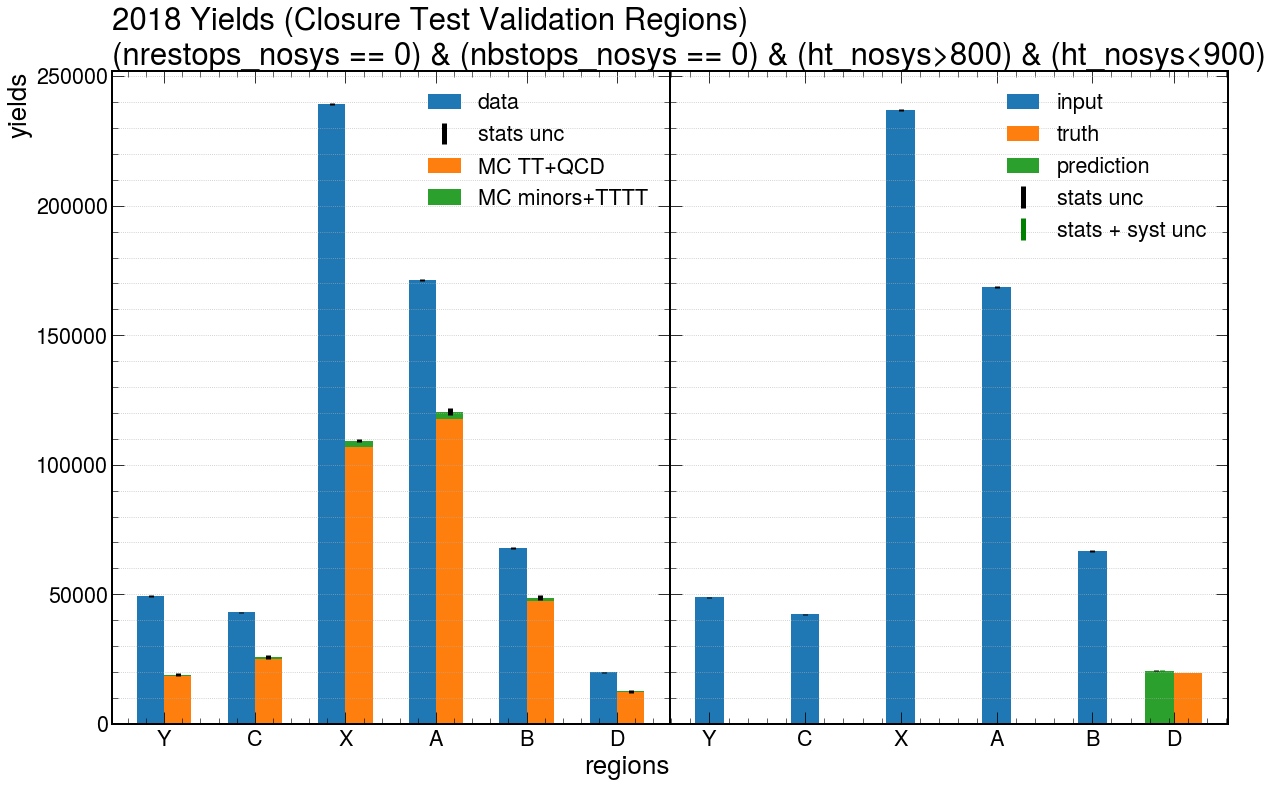 2018 Yields (Closure Test Validation Regions)
(nrestops_nosys == 0) & (nbstops_nosys == 0) & (ht_nosys>800) & (ht_nosys<900)
yields
250000
200000
150000
100000
50000
0
data
stats unc
MC TT+QCD
MC minors+TTTT
input
truth
prediction
stats unc
stats + syst unc
Y C X A B D
Y C X A B D
regions